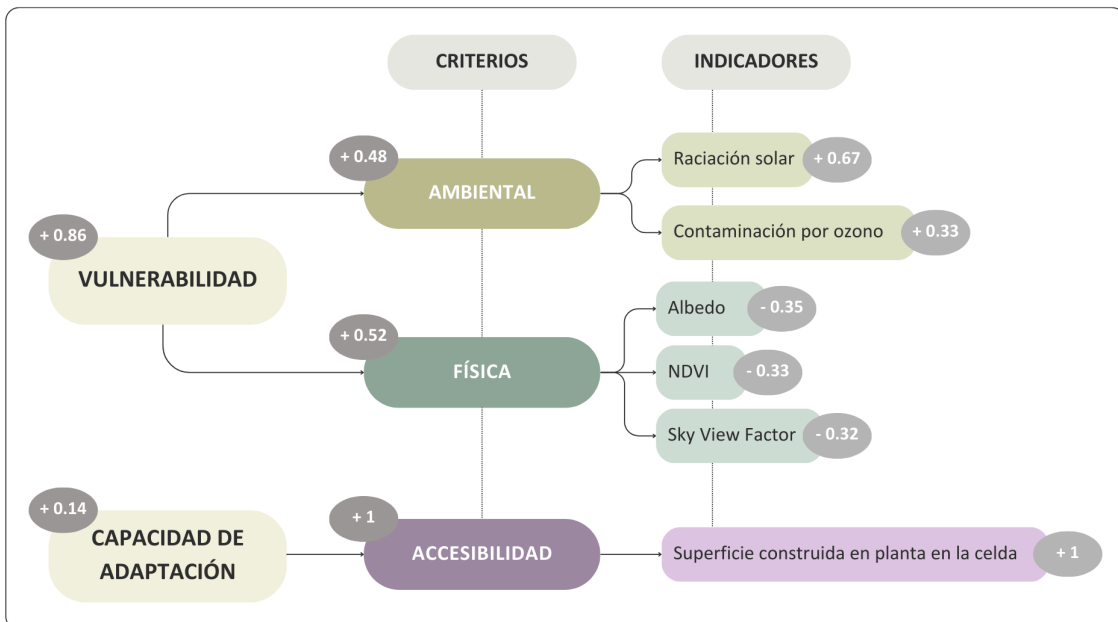 CRITERIOS
INDICADORES
+ 0.86
VULNERABILIDAD
+ 0.48
AMBIENTAL
Raciación solar
+ 0.67
Contaminación por ozono
+ 0.33
+ 0.52
FÍSICA
Albedo
- 0.35
NDVI
- 0.33
Sky View Factor
- 0.32
+ 0.14
CAPACIDAD DE
ADAPTACIÓN
+ 1
ACCESIBILIDAD
Superficie construida en planta en la celda
+ 1